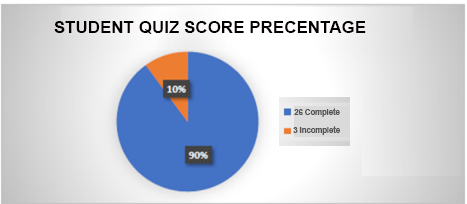 STUDENT QUIZ SCORE PRECENTAGE
10%
26 Complete
3 Incomplete
90%